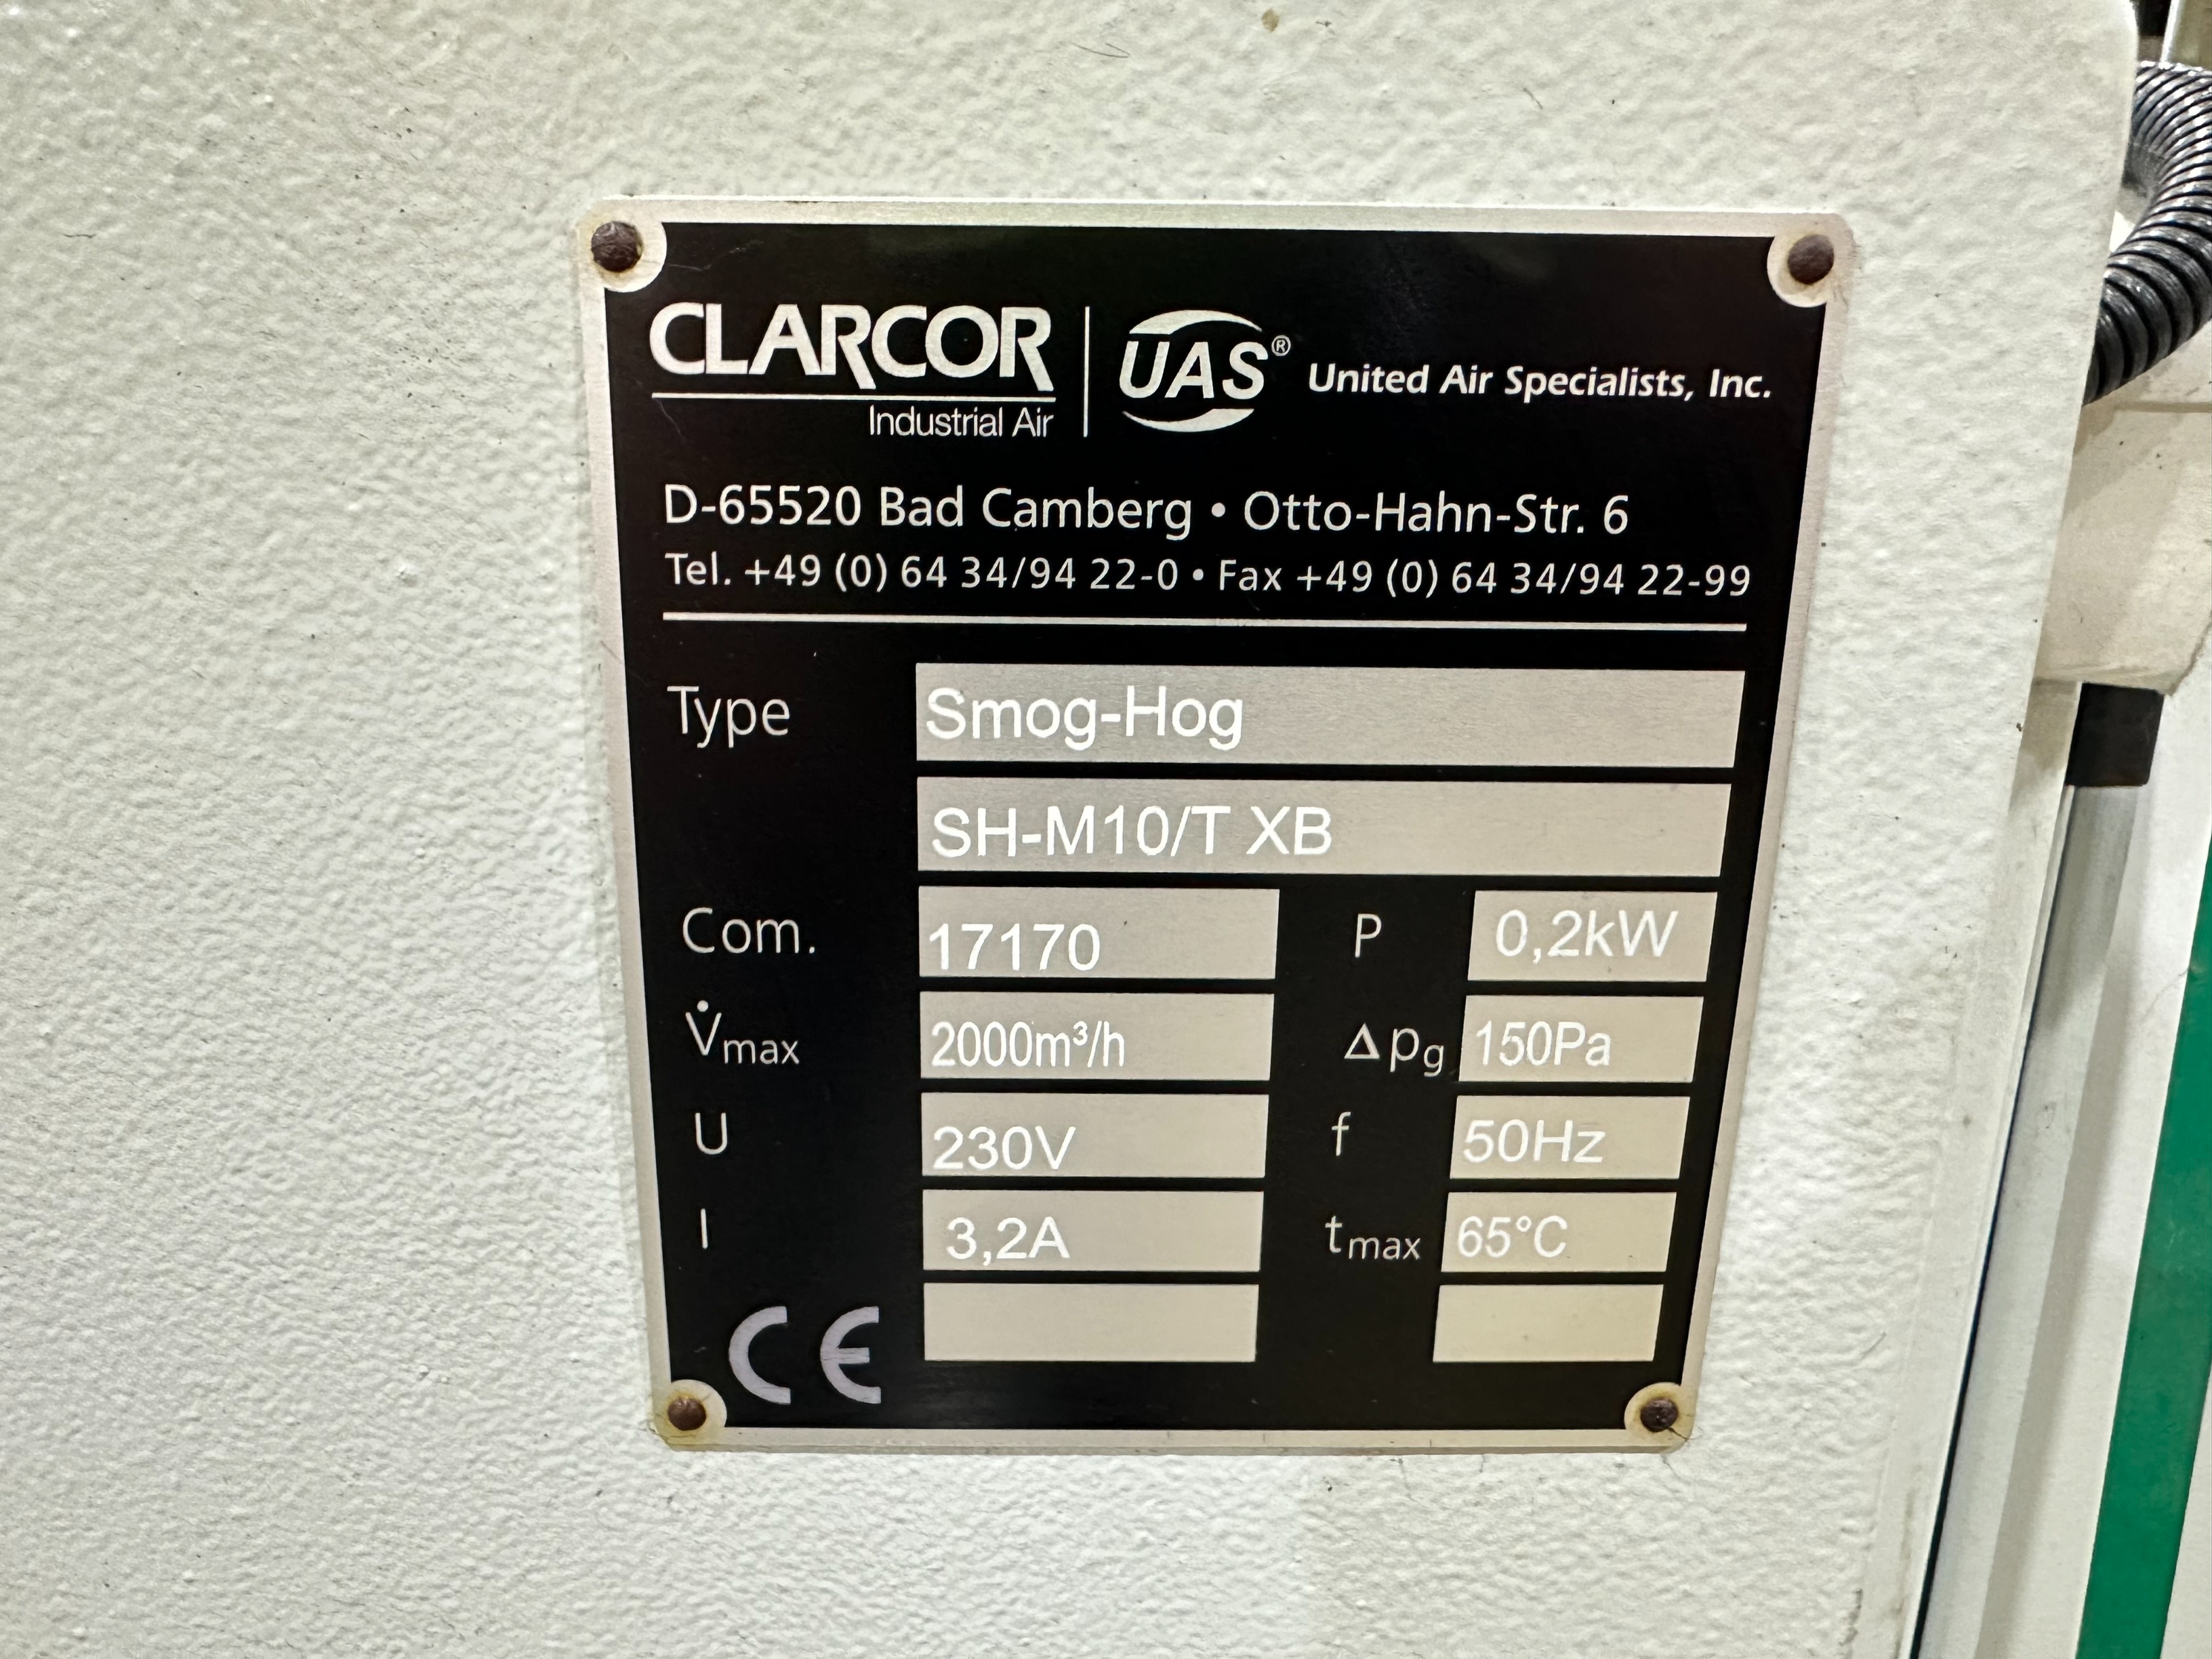 CLARCOR
Industrial Air
UAS® United Air Specialists, Inc.
D-65520 Bad Camberg • Otto-Hahn-Str. 6
Tel. +49 (0) 64 34/94 22-0 • Fax +49 (0) 64 34/94 22-99
Type Smog-Hog
SH-M10/T XB
Com. 17170 P 0,2kW
V̇max 2000m³/h Δpg 150Pa
U 230V f 50Hz
I 3,2A tmax 65°C
CE